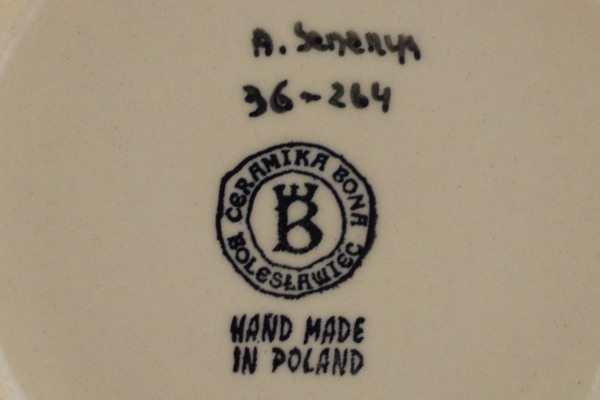 A.
36-264
CERAMIKA BONA
B
BOLESŁAWIEC
HAND MADE
IN POLAND